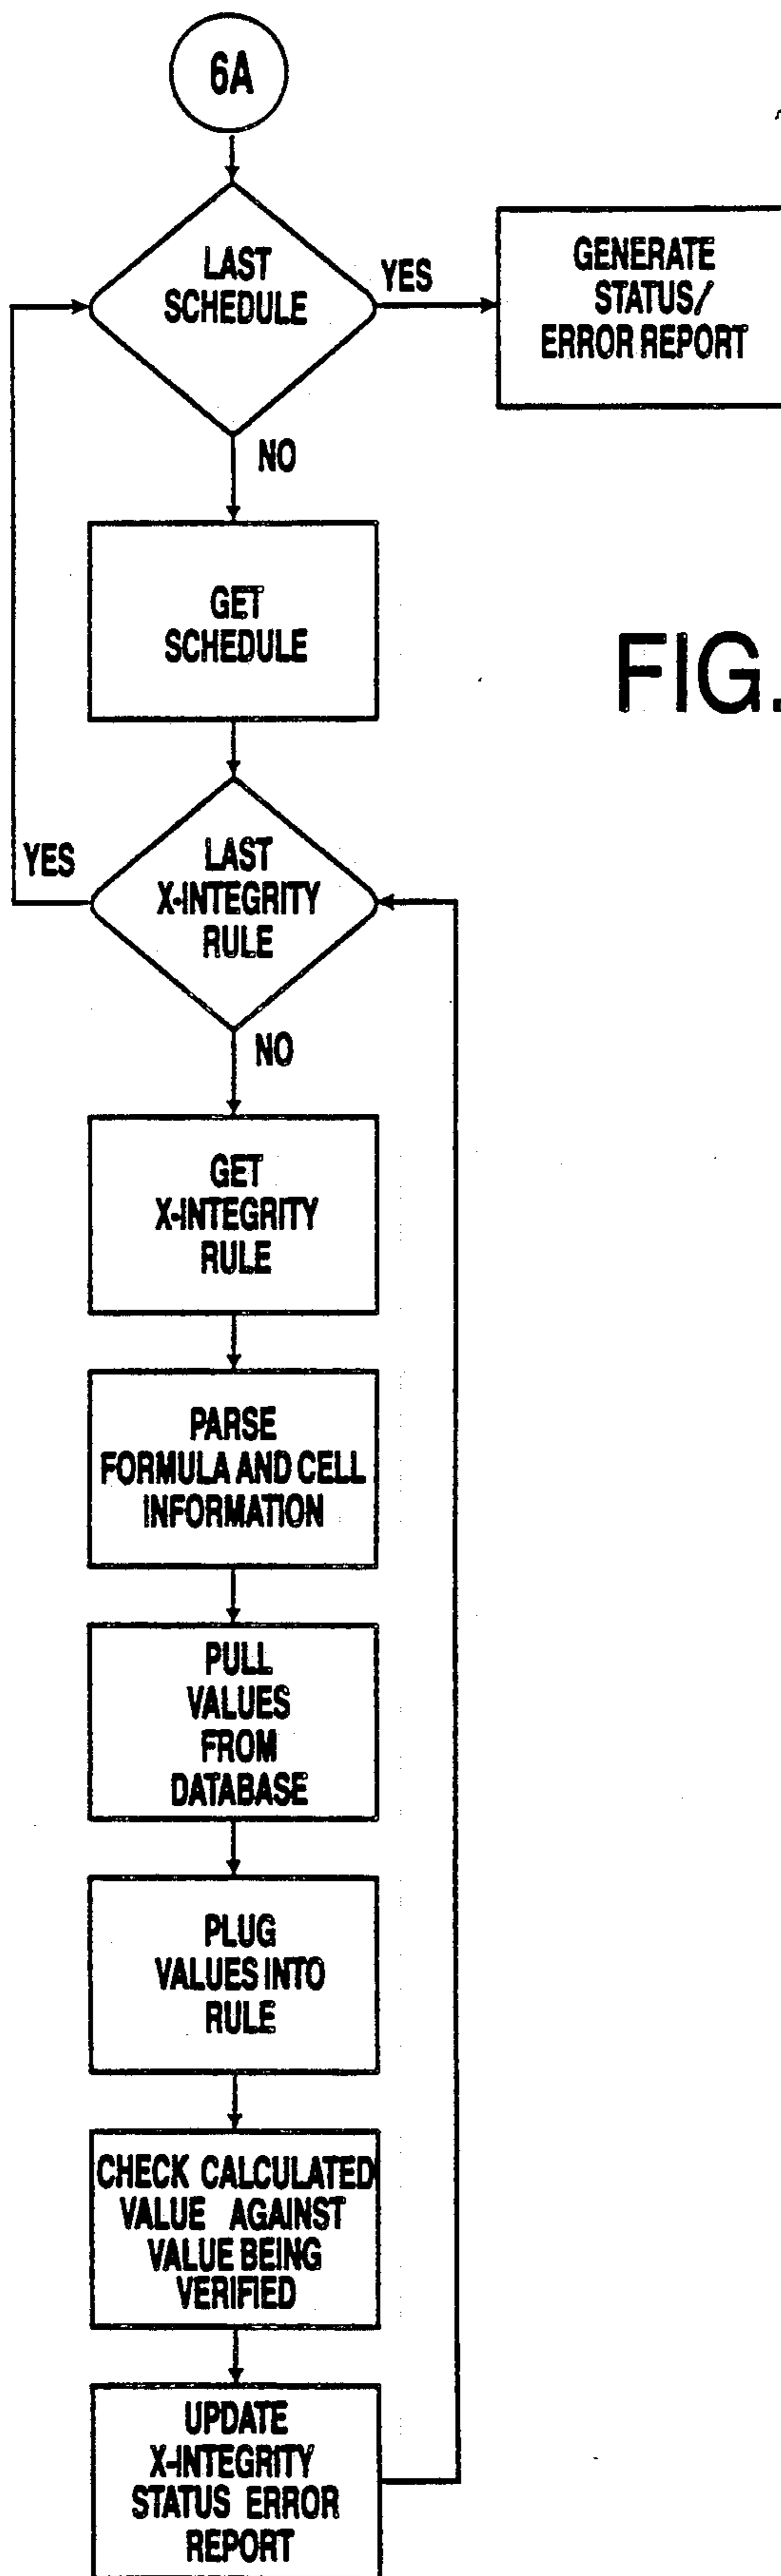 6A
LAST
SCHEDULE
YES
GENERATE
STATUS/
ERROR REPORT
NO
GET
SCHEDULE
FIG.
YES
LAST
X-INTEGRITY
RULE
NO
GET
X-INTEGRITY
RULE
PARSE
FORMULA AND CELL
INFORMATION
PULL
VALUES
FROM
DATABASE
PLUG
VALUES INTO
RULE
CHECK CALCULATED
VALUE AGAINST
VALUE BEING
VERIFIED
UPDATE
X-INTEGRITY
STATUS ERROR
REPORT